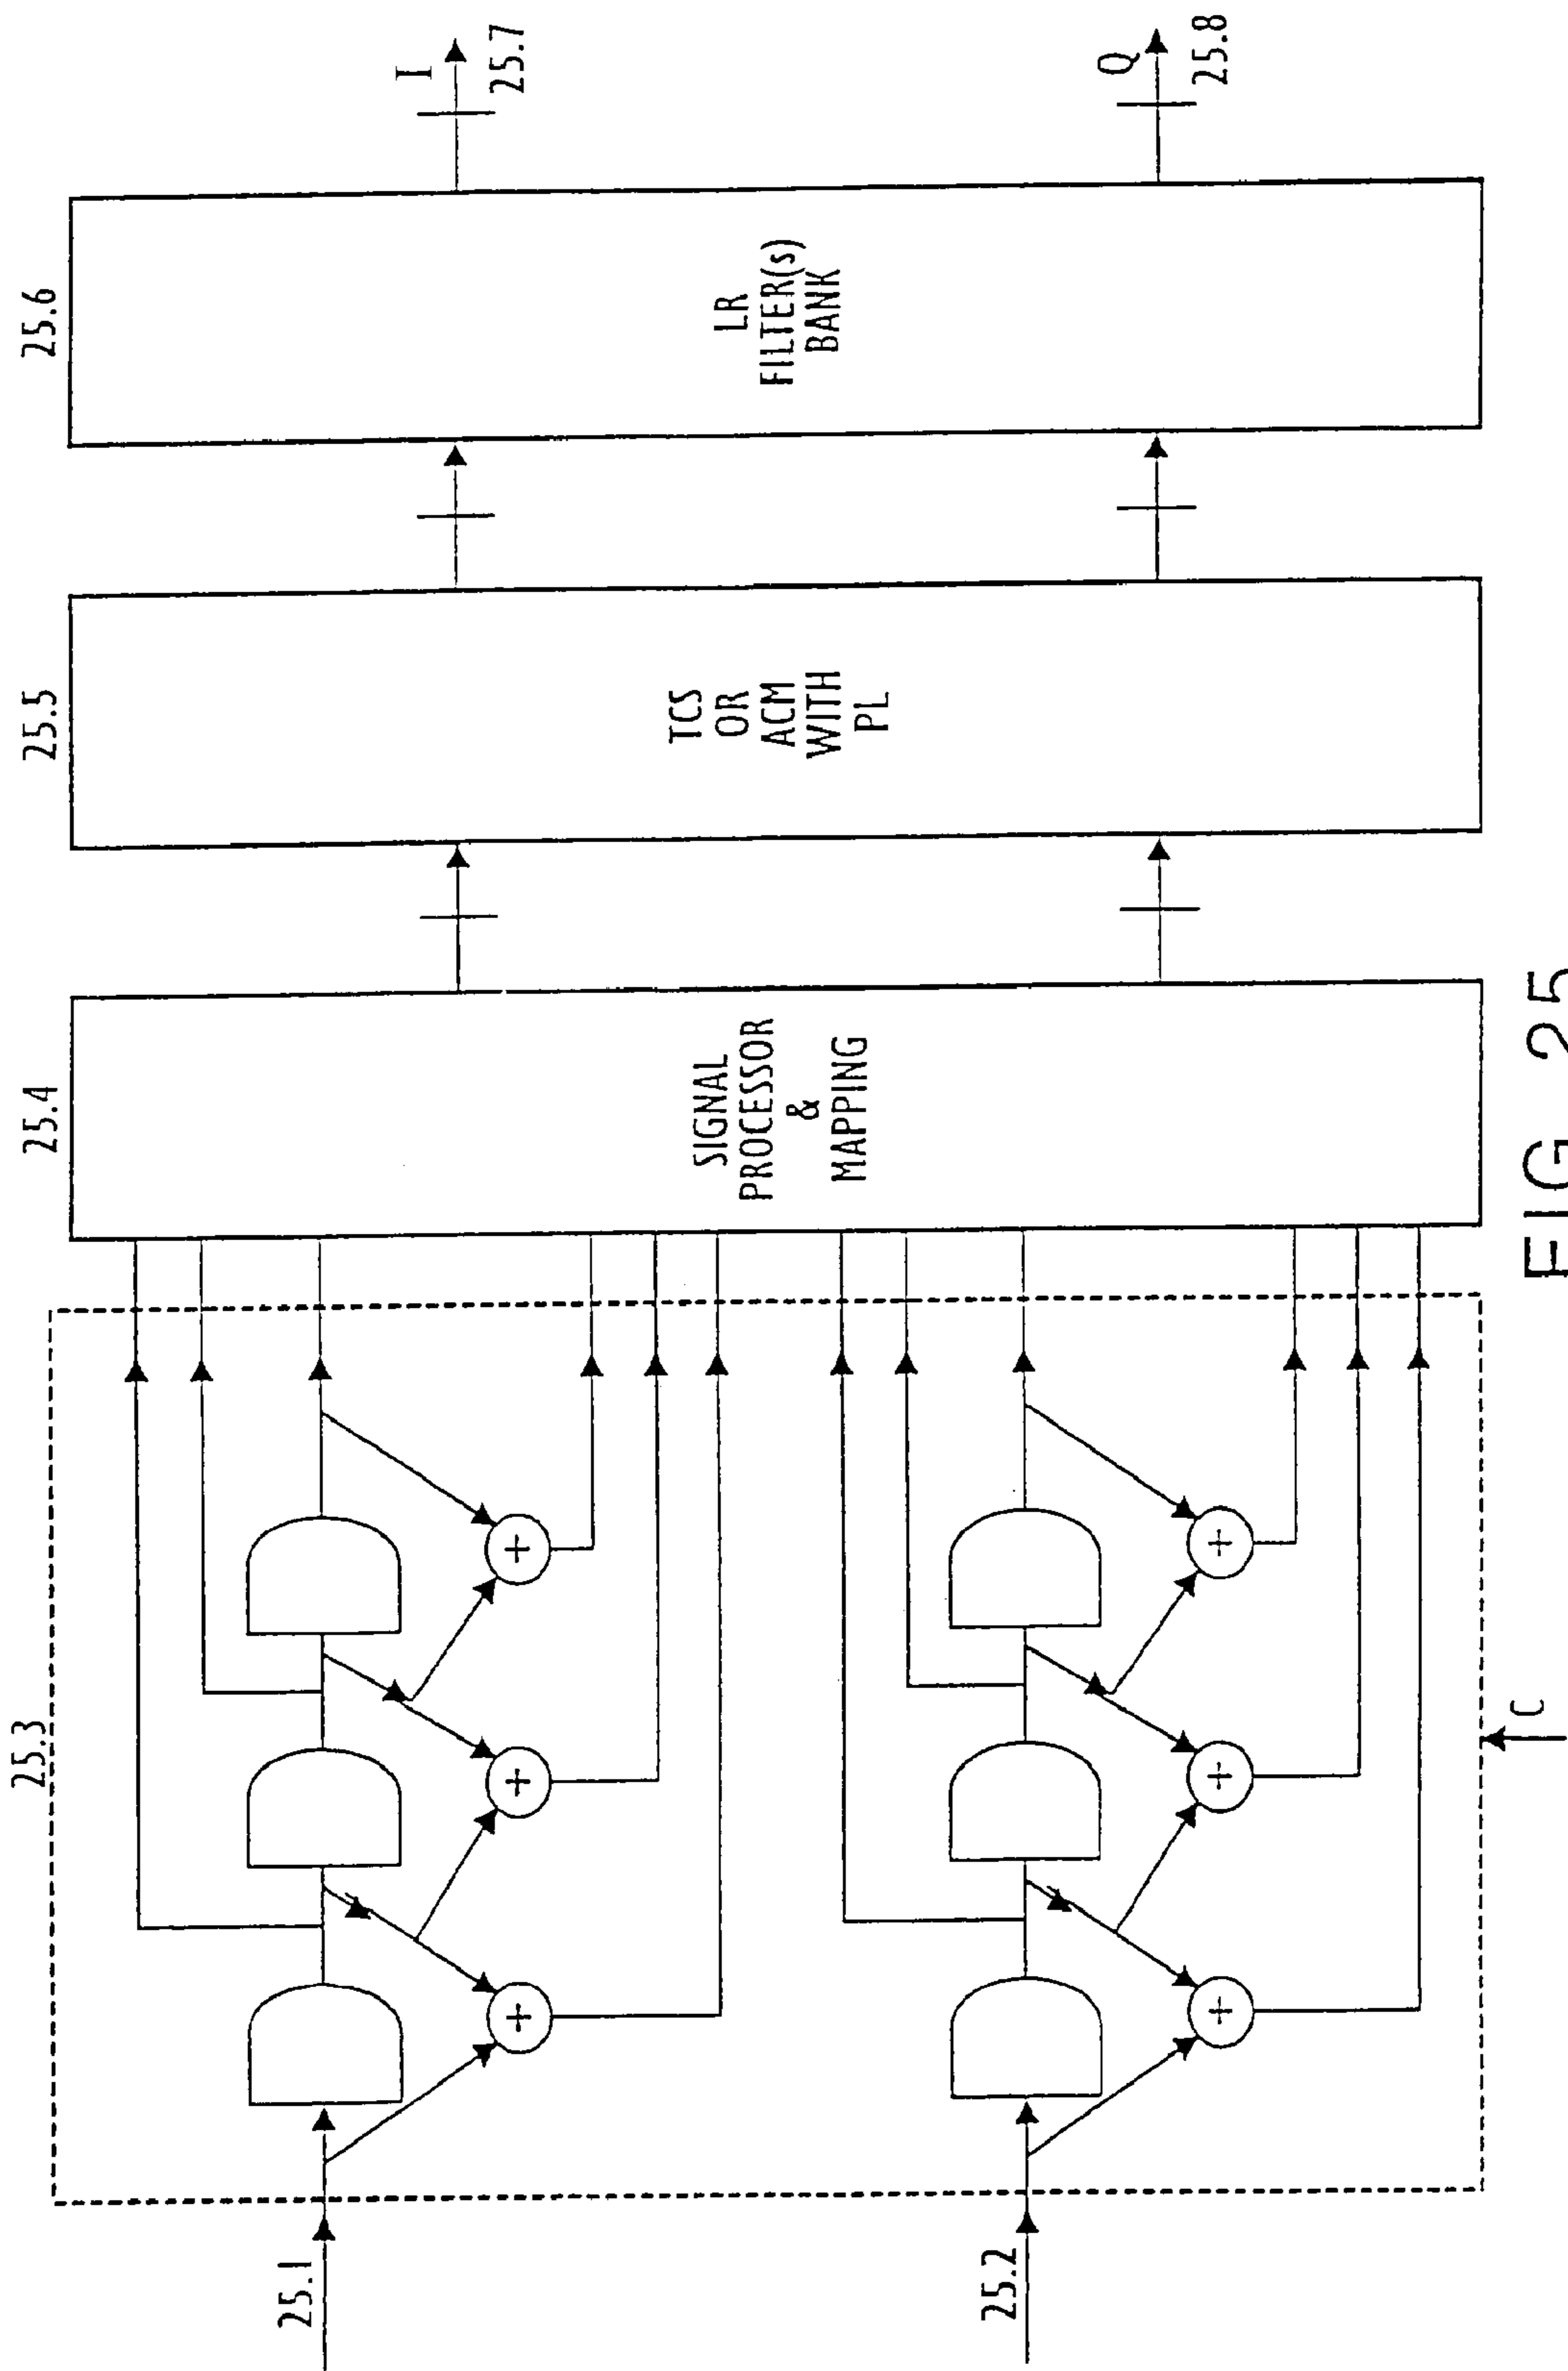 25.3
25.4
25.5
25.6
25.1
+
+
+
SIGNAL
PROCESSOR
&
MAPPING
TCS
OR
ACM
WITH
PL
LR
FILTER(s)
BANK
I
25.7
25.2
+
+
+
Q
25.8
C
FIG 25